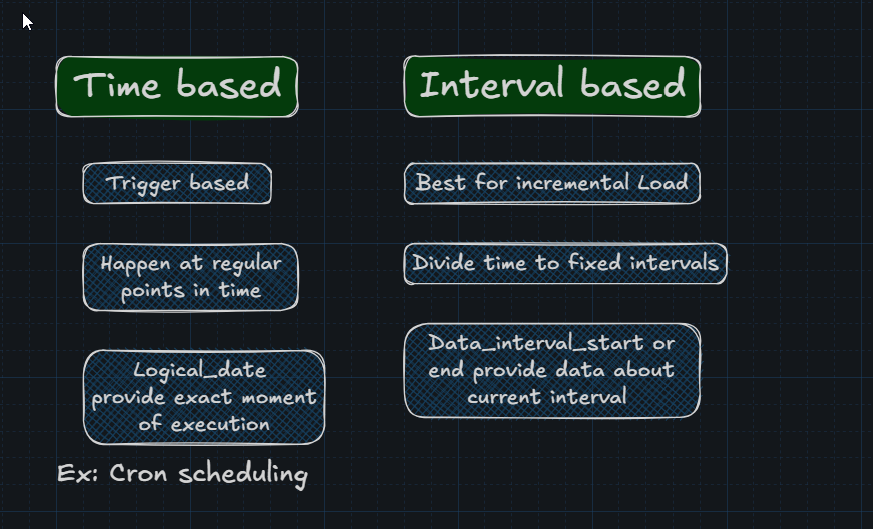 Time based
Trigger based
Happen at regular
points in time
Logical_date
provide exact moment
of execution
Ex: Cron scheduling
Interval based
Best for incremental Load
Divide time to fixed intervals
Data_interval_start or
end provide data about
current interval